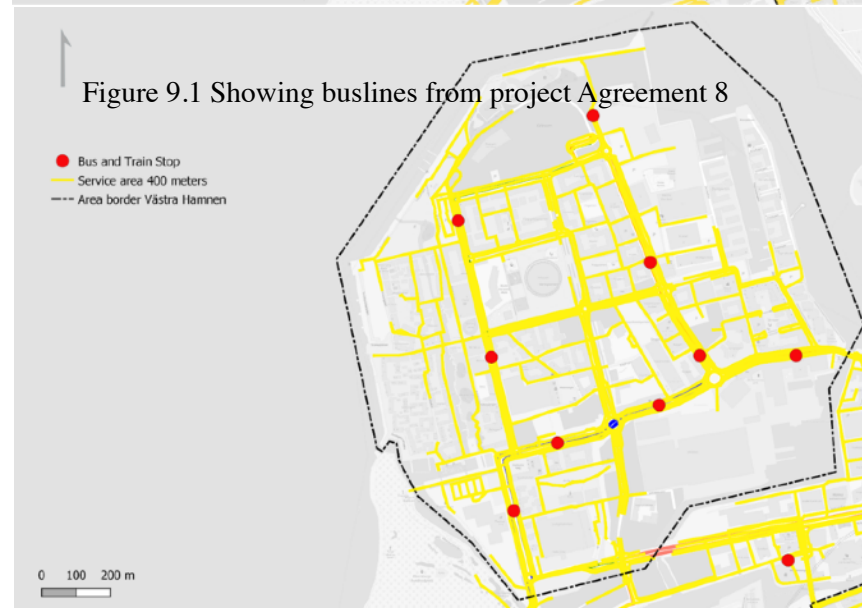 Figure 9.1 Showing buslines from project Agreement 8
Bus and Train Stop
Service area 400 meters
Area border Västra Hamnen
0 100 200 m